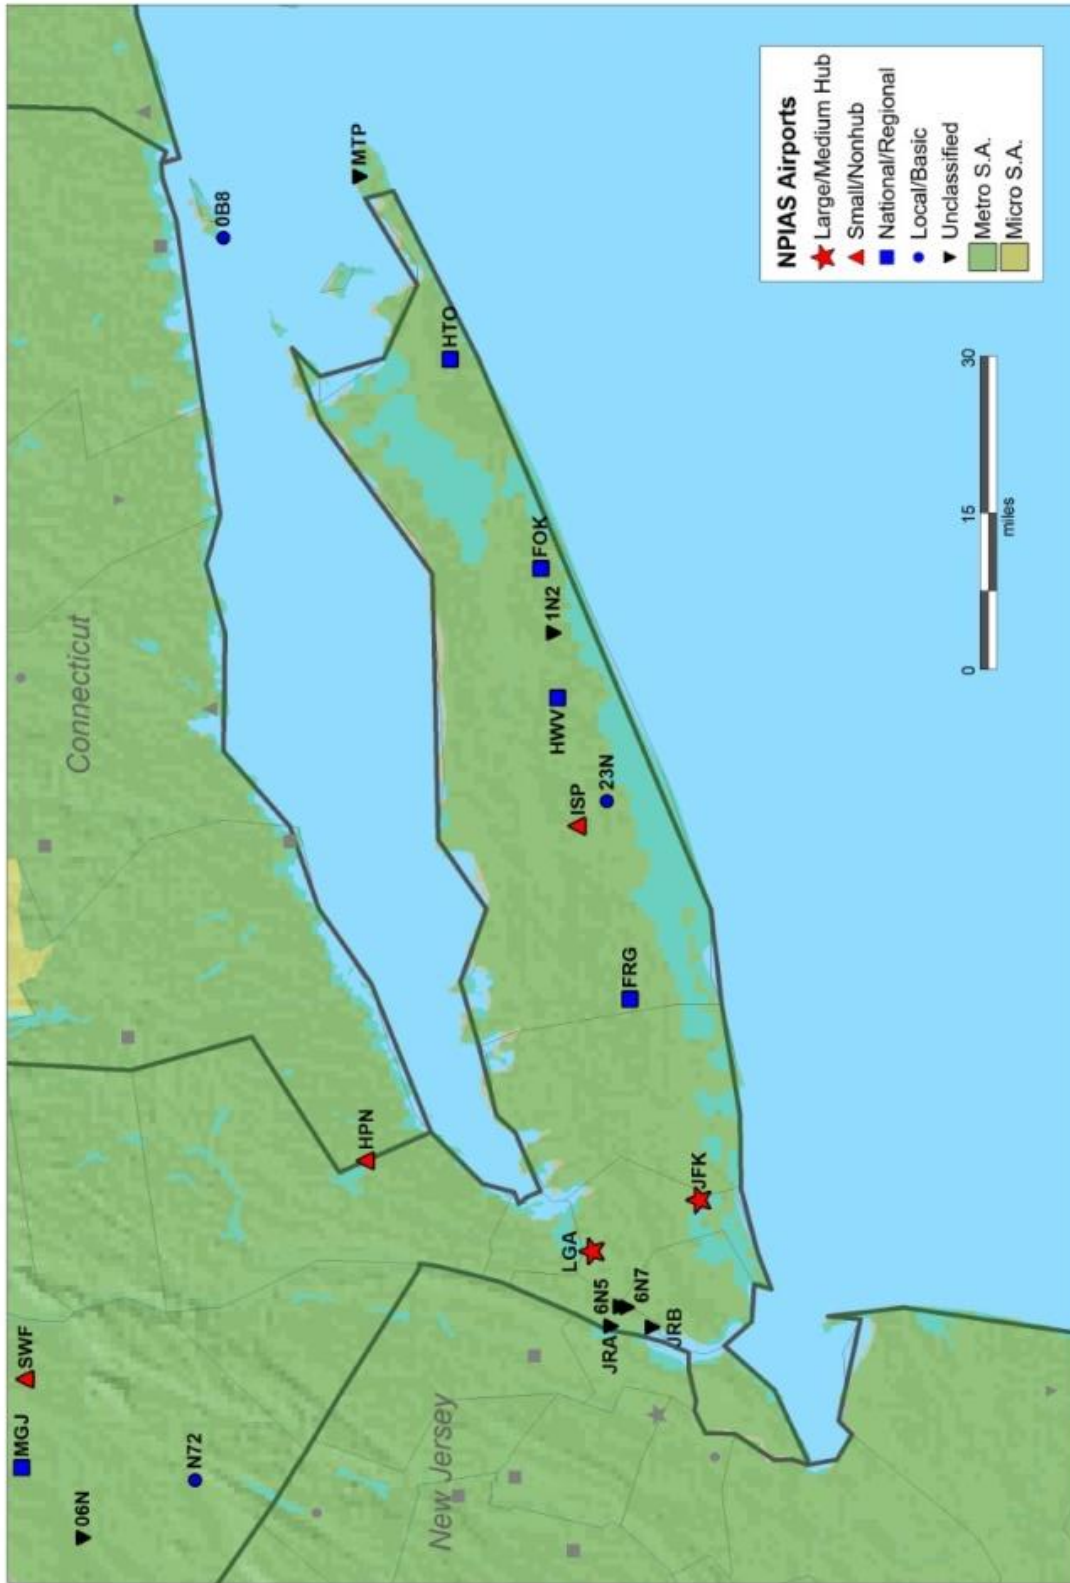 MGJ
SWF
06N
N72
Connecticut
0B8
MTP
HPN
HTO
New Jersey
LGA
JRA
6N5
6N7
JRB
JFK
FRG
ISP
23N
HWV
1N2
FOK
0
15
30
miles
NPIAS Airports
Large/Medium Hub
Small/Nonhub
National/Regional
Local/Basic
Unclassified
Metro S.A.
Micro S.A.